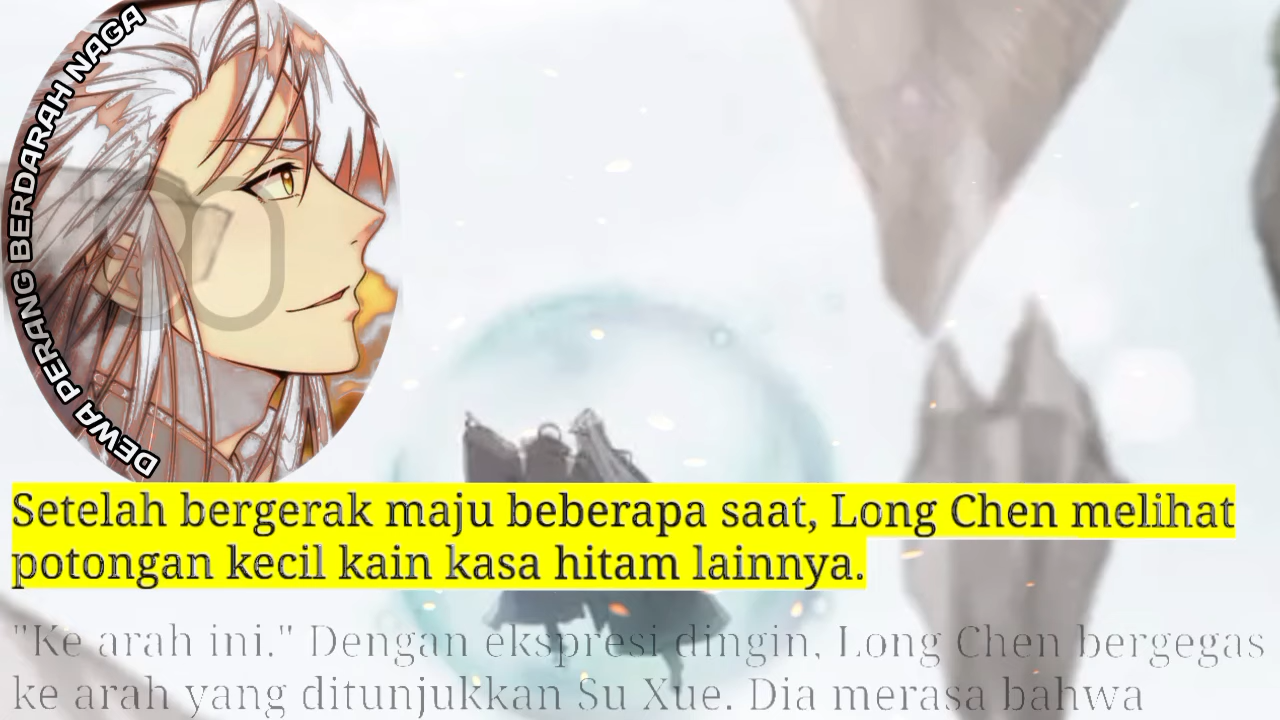 DEWA PERANG BERDARAH NAGA
Setelah bergerak maju beberapa saat, Long Chen melihat
potongan kecil kain kasa hitam lainnya.
"Ke arah ini." Dengan ekspresi dingin, Long Chen bergegas
ke arah yang ditunjukkan Su Xue. Dia merasa bahwa